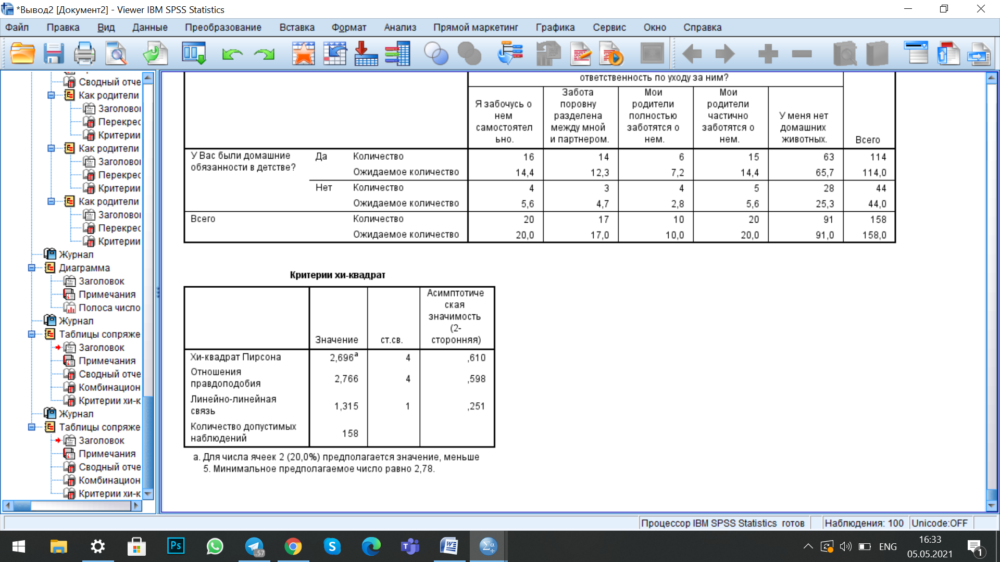 *Вывод2 [Документ2] - Viewer IBM SPSS Statistics
Файл Правка Вид Данные Преобразование Вставка Формат Анализ Прямой маркетинг Графика Сервис Окно Справка
Сводный отче
Как родители
Заголово
Перекрес
Критерии
Как родители
Заголово
Перекрес
Критерии
Как родители
Заголово
Перекрес
Критерии
Журнал
Диаграмма
Заголовок
Примечания
Полоса число
Журнал
Таблицы сопряже
Заголовок
Примечания
Сводный отче
Комбинацион
Критерии хи-к
Журнал
Таблицы сопряже
Заголовок
Примечания
Сводный отче
Комбинацион
Критерии хи-к
ответственность по уходу за ним?
Я забочусь о
нем
самостоятел
ьно.
Забота
поровну
разделена
между мной
и партнером.
Мои
родители
полностью
заботятся о
нем.
Мои
родители
частично
заботятся о
нем.
У меня нет
домашних
животных.
Всего
У Вас были домашние
обязанности в детстве?
Да Количество 16 14 6 15 63 114
Ожидаемое количество 14,4 12,3 7,2 14,4 65,7 114,0
Нет Количество 4 3 4 5 28 44
Ожидаемое количество 5,6 4,7 2,8 5,6 25,3 44,0
Всего Количество 20 17 10 20 91 158
Ожидаемое количество 20,0 17,0 10,0 20,0 91,0 158,0
Критерии хи-квадрат
Значение
ст.св.
Асимптотиче
ская
значимость
(2-
сторонняя)
Хи-квадрат Пирсона 2,696a 4 ,610
Отношения
правдоподобия 2,766 4 ,598
Линейно-линейная
связь 1,315 1 ,251
Количество допустимых
наблюдений 158
a. Для числа ячеек 2 (20,0%) предполагается значение, меньше
5. Минимальное предполагаемое число равно 2,78.
Процессор IBM SPSS Statistics готов Наблюдения: 100 Unicode:OFF
Ps
..57
ENG
16:33
05.05.2021
1